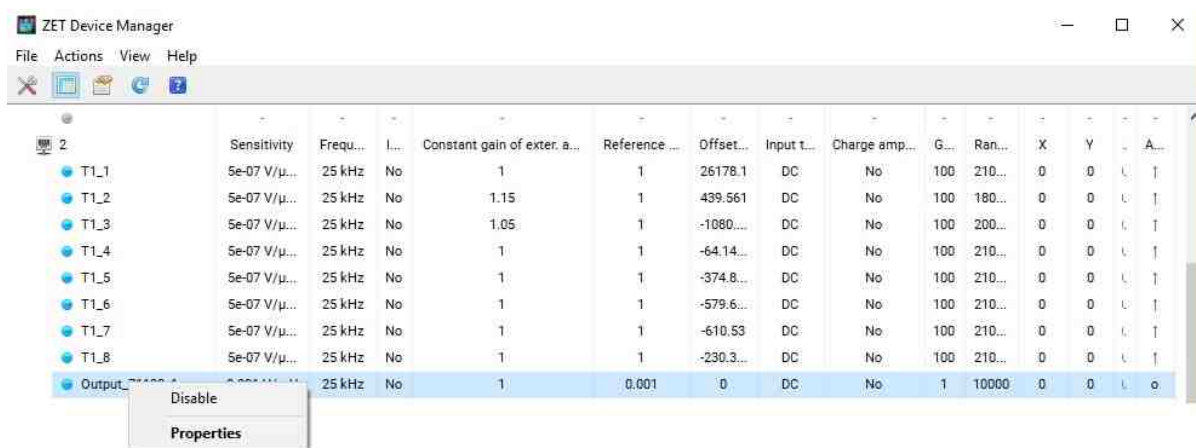 ZET Device Manager
File Actions View Help
2 Sensitivity Frequ... I... Constant gain of exter. a... Reference ... Offset... Input t... Charge amp... G... Ran... X Y .. A...
T1_1 5e-07 V/µ... 25 kHz No 1 1 26178.1 DC No 100 210... 0 0
T1_2 5e-07 V/µ... 25 kHz No 1.15 1 439.561 DC No 100 180... 0 0
T1_3 5e-07 V/µ... 25 kHz No 1.05 1 -1080.... DC No 100 200... 0 0
T1_4 5e-07 V/µ... 25 kHz No 1 1 -64.14... DC No 100 210... 0 0
T1_5 5e-07 V/µ... 25 kHz No 1 1 -374.8... DC No 100 210... 0 0
T1_6 5e-07 V/µ... 25 kHz No 1 1 -579.6... DC No 100 210... 0 0
T1_7 5e-07 V/µ... 25 kHz No 1 1 -610.53 DC No 100 210... 0 0
T1_8 5e-07 V/µ... 25 kHz No 1 1 -230.3... DC No 100 210... 0 0
25 kHz No 1 0.001 0 DC No 1 10000 0 0
Disable
Properties